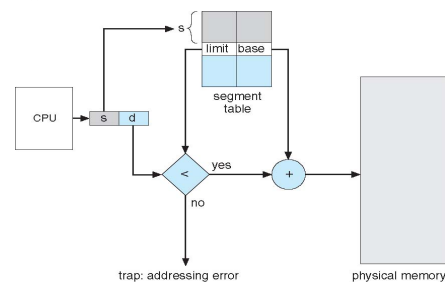 s
limit base
segment
table
CPU
s d
<
yes
+
no
trap: addressing error
physical memory